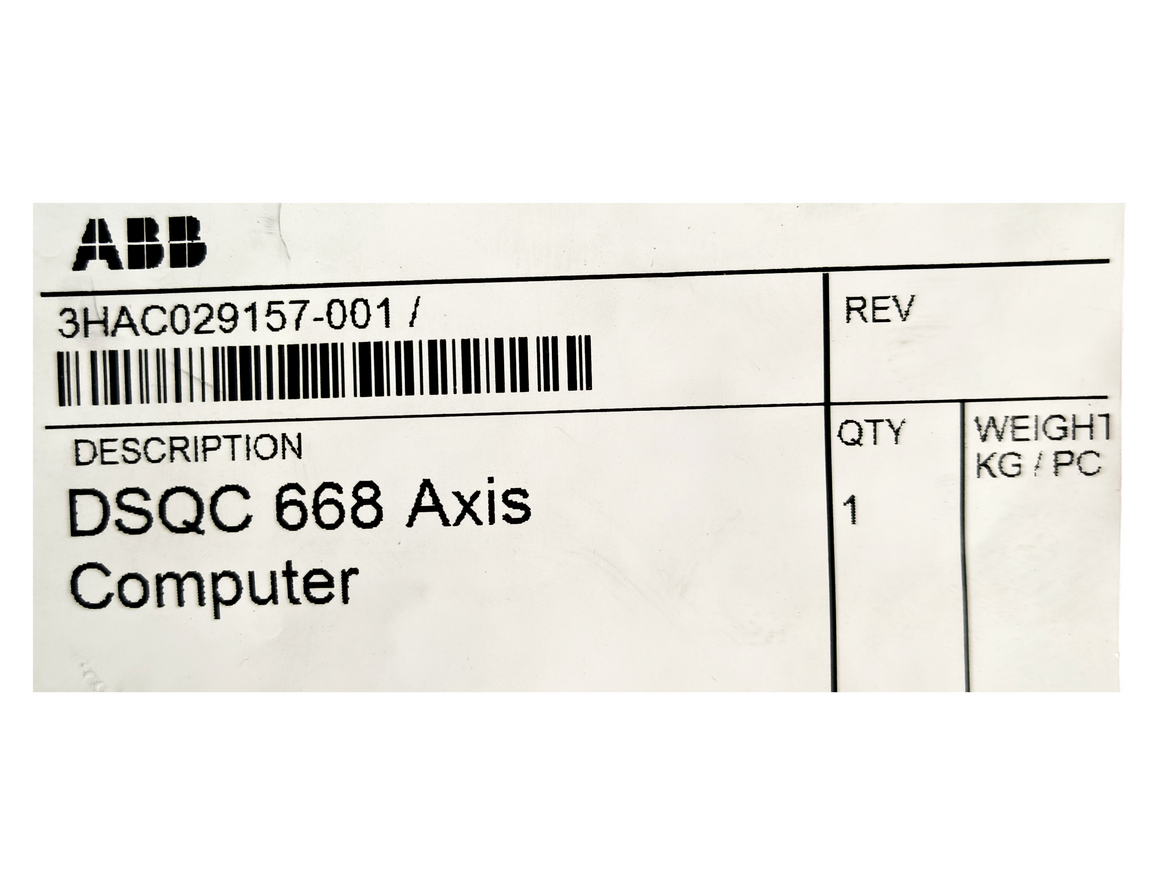 ABB
3HAC029157-001 /
REV
DESCRIPTION
DSQC 668 Axis
Computer
QTY
1
WEIGHT
KG / PC